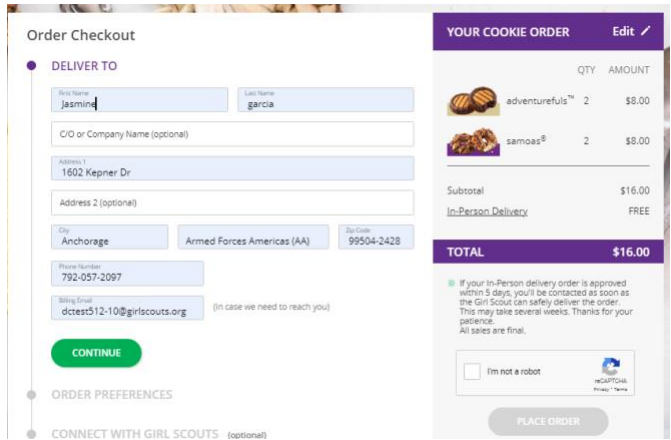 Order Checkout
DELIVER TO
First Name
Jasmine
Last Name
garcia
C/O or Company Name (optional)
Address 1
1602 Kepner Dr
Address 2 (optional)
City
Anchorage
Armed Forces Americas (AA)
Zip Code
99504-2428
Phone Number
792-057-2097
Billing Email
dctest512-10@girlscouts.org
(in case we need to reach you)
CONTINUE
ORDER PREFERENCES
CONNECT WITH GIRL SCOUTS (optional)
YOUR COOKIE ORDER Edit
QTY AMOUNT
adventurefuls™ 2 $8.00
samoas® 2 $8.00
Subtotal $16.00
In-Person Delivery FREE
TOTAL $16.00
If your In-Person delivery order is approved
within 5 days, you'll be contacted as soon as
the Girl Scout can safely deliver the order.
This may take several weeks. Thanks for your
patience.
All sales are final.
I'm not a robot
reCAPTCHA
Privacy - Terms
PLACE ORDER